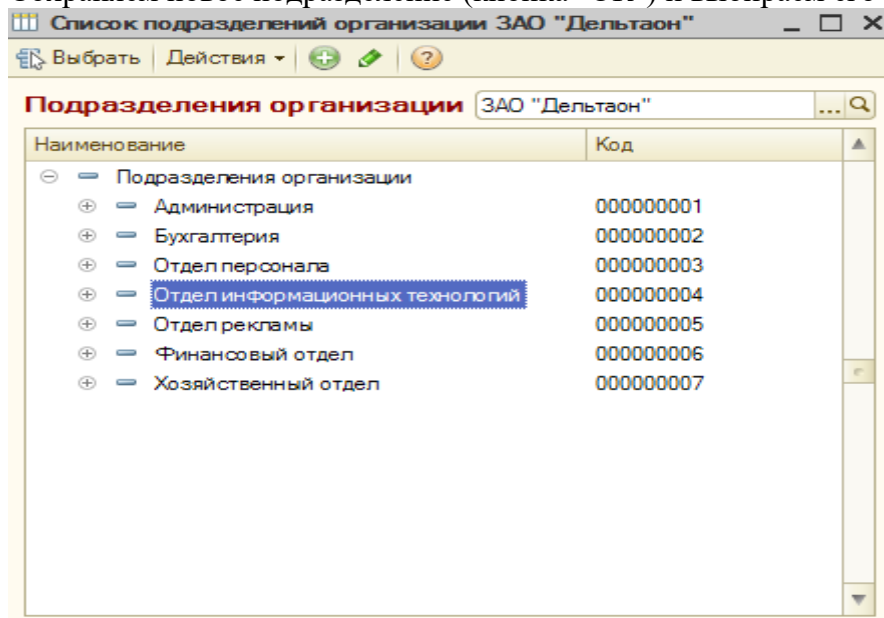 Список подразделений организации ЗАО "Дельтаон"
Выбрать Действия
Подразделения организации ЗАО "Дельтаон" ...
Наименование Код
Подразделения организации
Администрация 000000001
Бухгалтерия 000000002
Отдел персонала 000000003
Отдел информационных технологий 000000004
Отдел рекламы 000000005
Финансовый отдел 000000006
Хозяйственный отдел 000000007